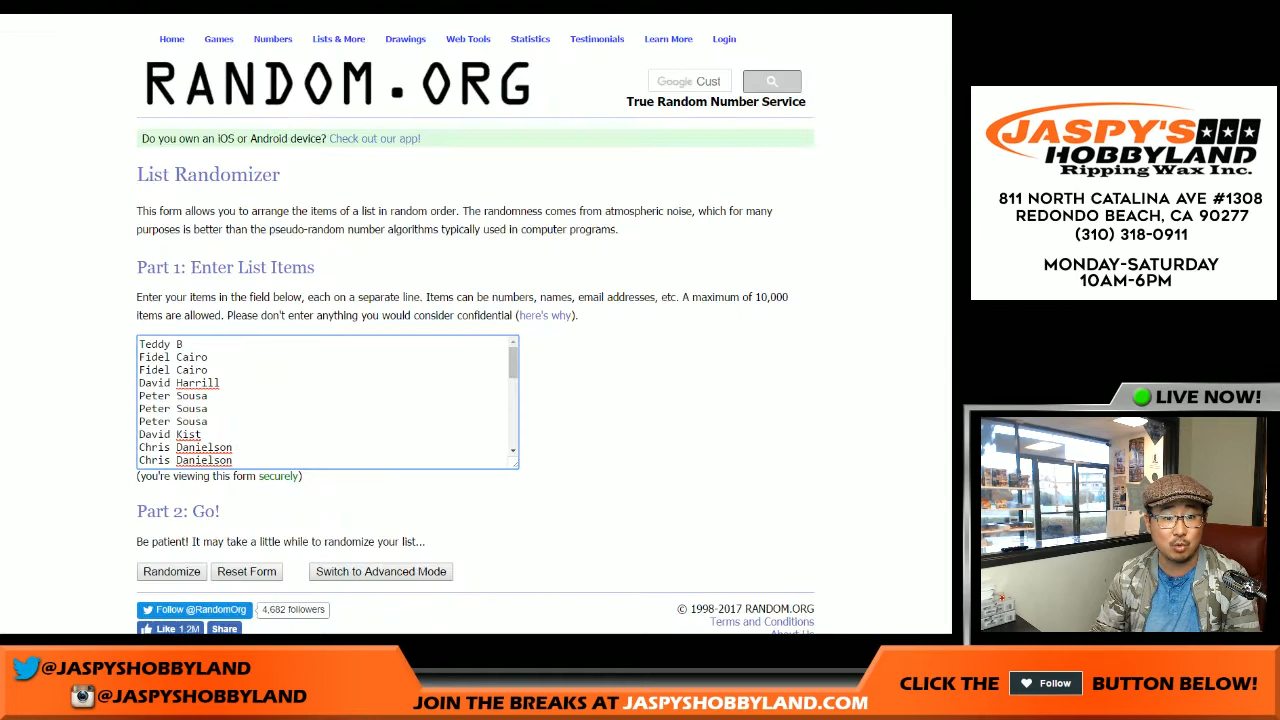 Home Games Numbers Lists & More Drawings Web Tools Statistics Testimonials Learn More Login
RANDOM.ORG
Google Cust
True Random Number Service
Do you own an iOS or Android device? Check out our app!
List Randomizer
This form allows you to arrange the items of a list in random order. The randomness comes from atmospheric noise, which for many
purposes is better than the pseudo-random number algorithms typically used in computer programs.
Part 1: Enter List Items
Enter your items in the field below, each on a separate line. Items can be numbers, names, email addresses, etc. A maximum of 10,000
items are allowed. Please don't enter anything you would consider confidential (here's why).
Teddy B
Fidel Cairo
Fidel Cairo
David Harrill
Peter Sousa
Peter Sousa
Peter Sousa
David Kist
Chris Danielson
Chris Danielson
(you're viewing this form securely)
Part 2: Go!
Be patient! It may take a little while to randomize your list...
Randomize Reset Form Switch to Advanced Mode
Follow @RandomOrg 4,682 followers
Like 1.2M Share
© 1998-2017 RANDOM.ORG
Terms and Conditions
About Us
JASPY'S
HOBBYLAND
Ripping Wax Inc.
811 NORTH CATALINA AVE #1308
REDONDO BEACH, CA 90277
(310) 318-0911
MONDAY-SATURDAY
10AM-6PM
LIVE NOW!
@JASPYSHOBBYLAND
@JASPYSHOBBYLAND
JOIN THE BREAKS AT JASPYSHOBBYLAND.COM
CLICK THE Follow BUTTON BELOW!